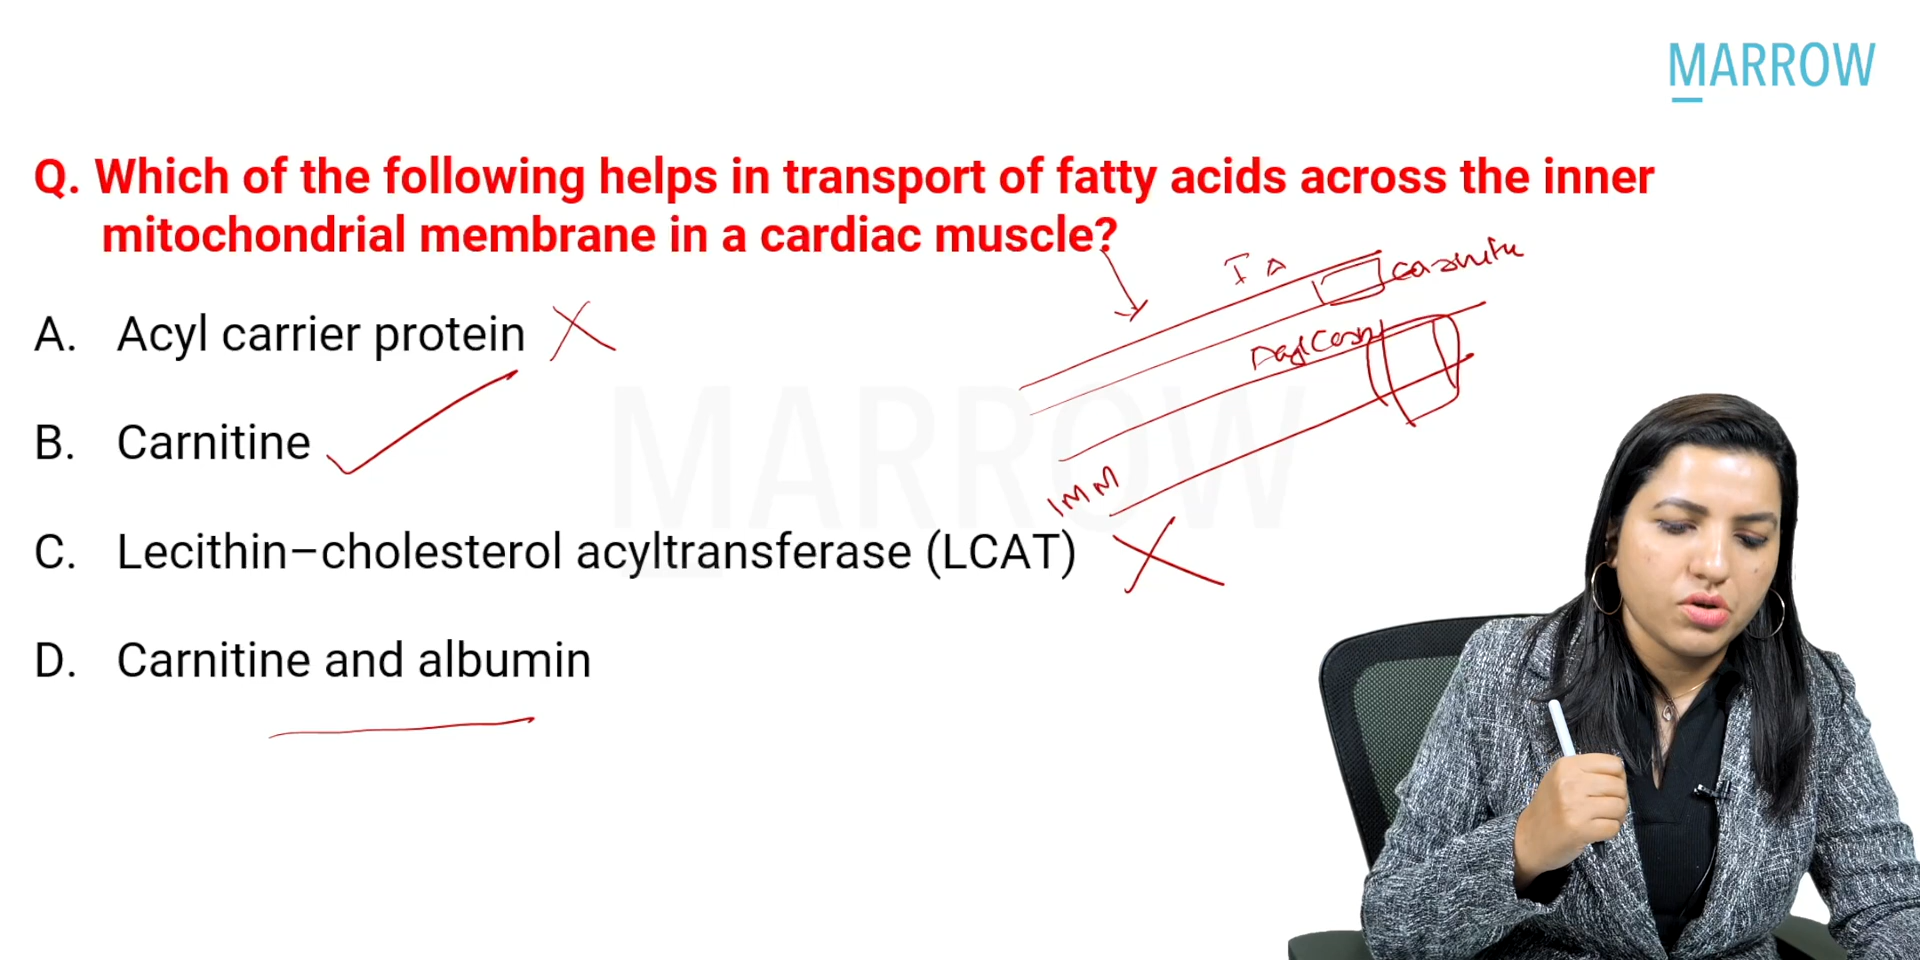 MARROW
Q. Which of the following helps in transport of fatty acids across the inner
mitochondrial membrane in a cardiac muscle?
A. Acyl carrier protein
B. Carnitine
C. Lecithin–cholesterol acyltransferase (LCAT)
D. Carnitine and albumin
MARROW
IMM